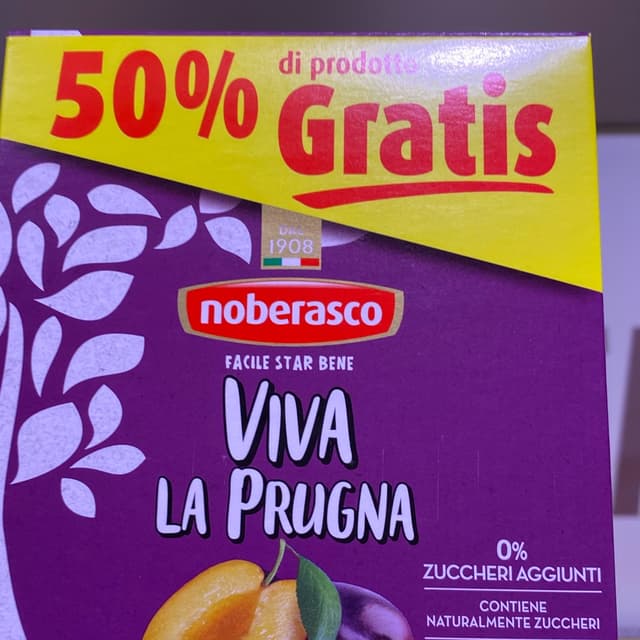 50% di prodotto
Gratis
DAL
1908
noberasco
FACILE STAR BENE
VIVA
LA PRUGNA
0%
ZUCCHERI AGGIUNTI
CONTIENE
NATURALMENTE ZUCCHERI